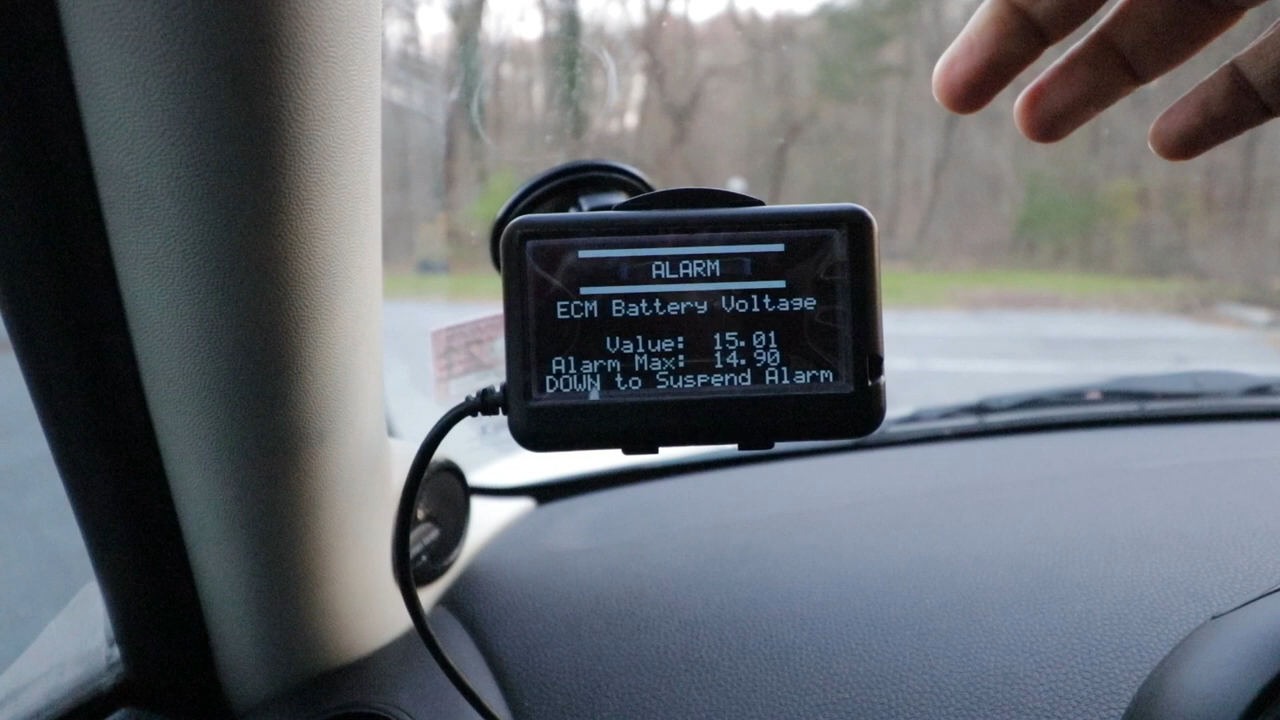 ALARM
ECM Battery Voltage
Value: 15.01
Alarm Max: 14.90
DOWN to Suspend Alarm